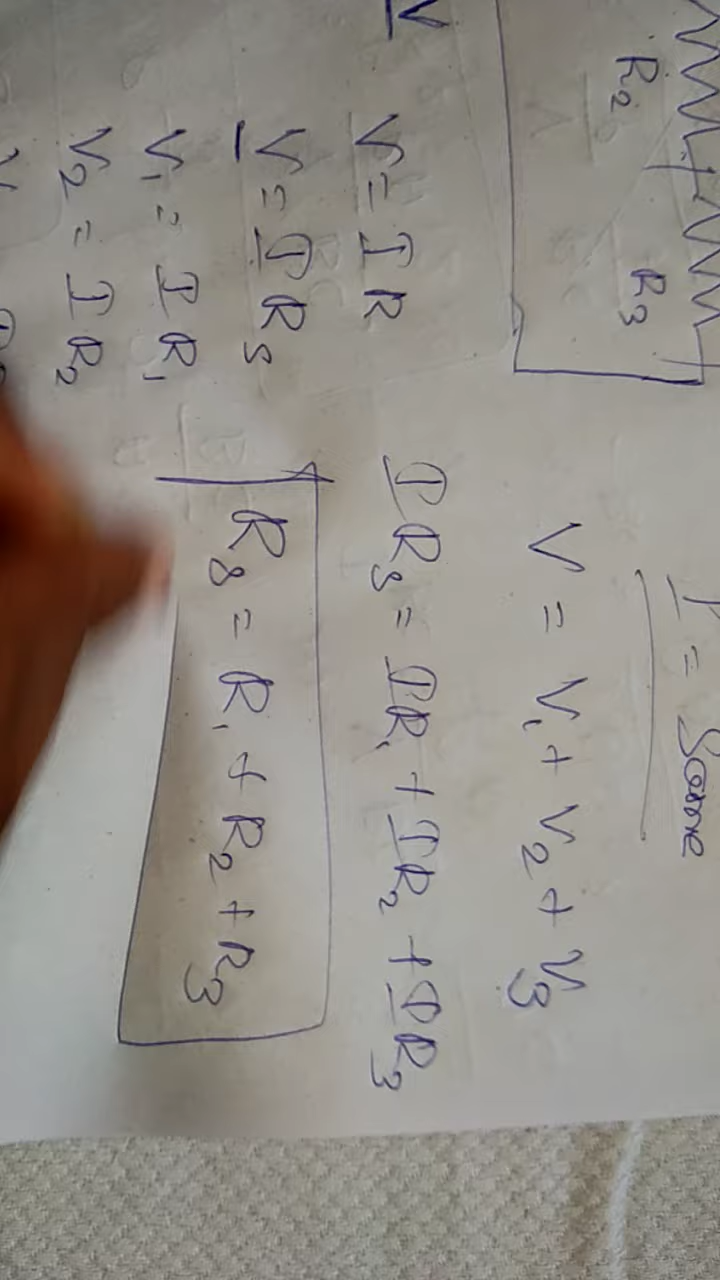 R₂ R₃
I = Same
V
V = V₁ + V₂ + V₃
V = IR
IRs = IR₁ + IR₂ + IR₃
V = IRs
Rs = R₁ + R₂ + R₃
V₁ = IR₁
V₂ = IR₂